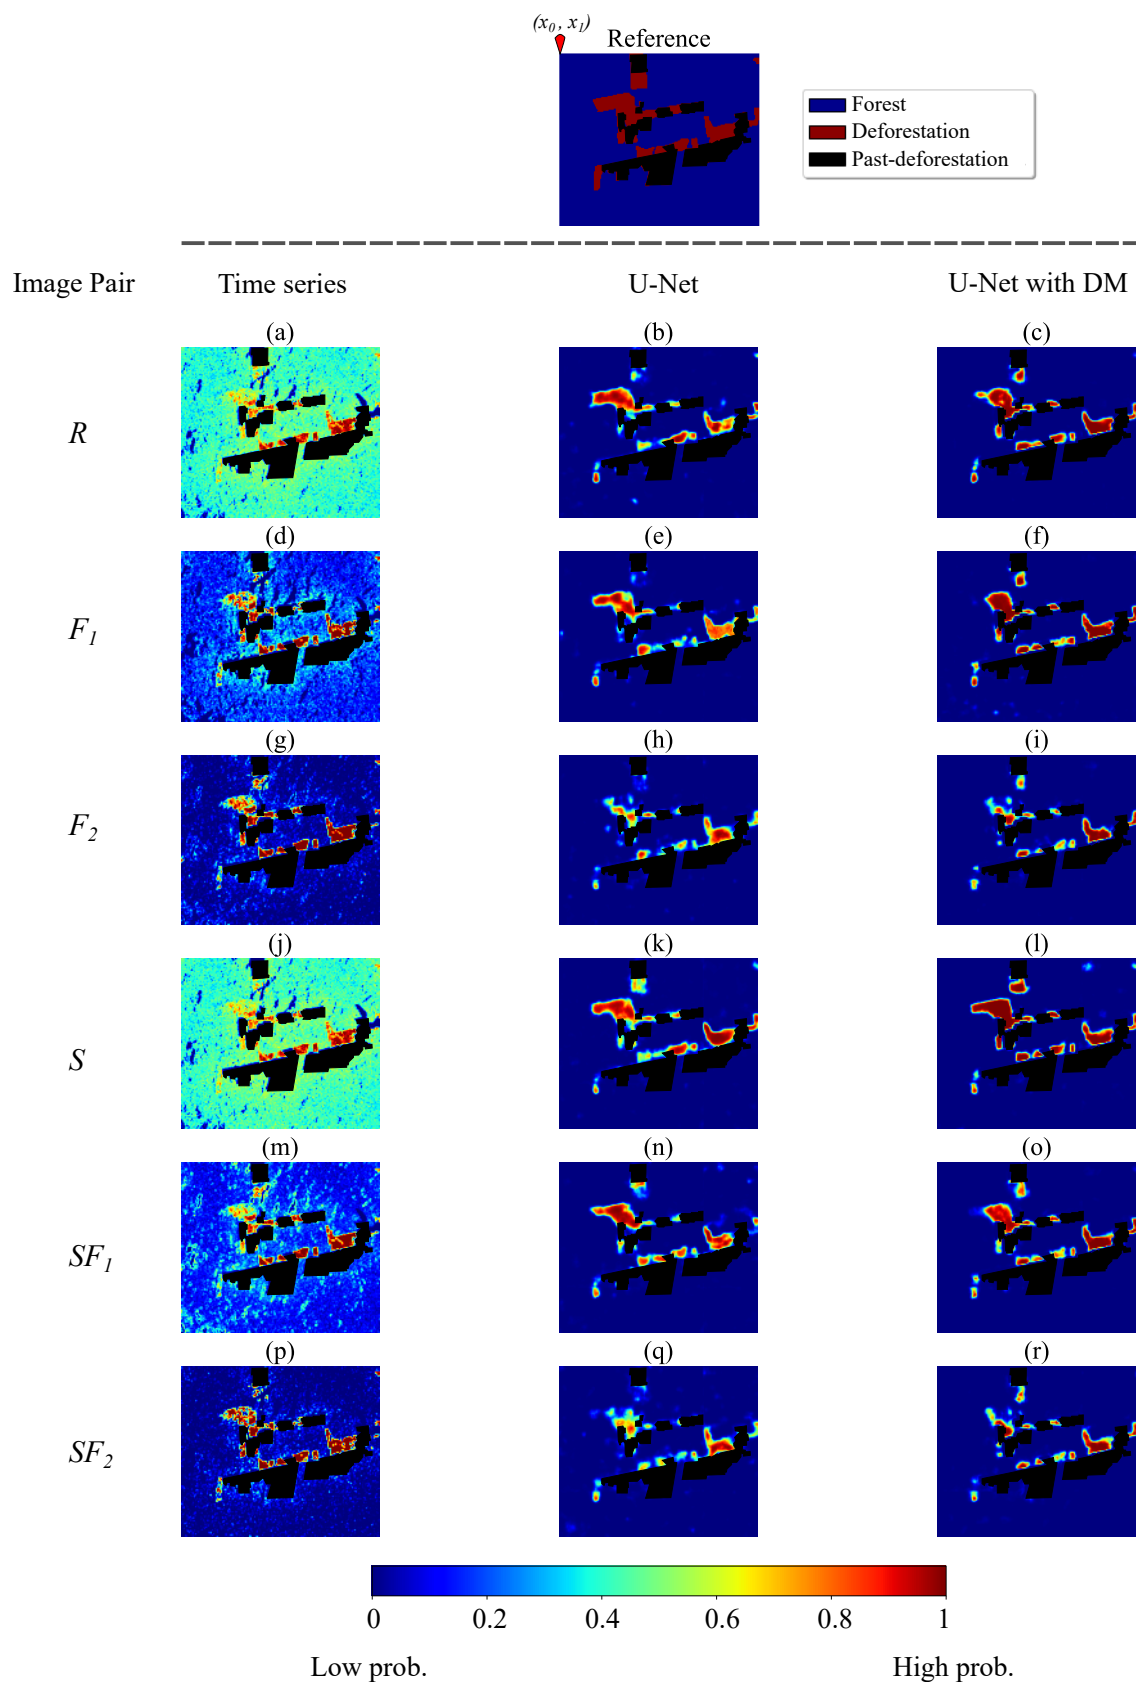 (x0, x1)
Reference
Forest
Deforestation
Past-deforestation
Image Pair Time series U-Net U-Net with DM
(a) (b) (c)
R
(d) (e) (f)
F1
(g) (h) (i)
F2
(j) (k) (l)
S
(m) (n) (o)
SF1
(p) (q) (r)
SF2
0 0.2 0.4 0.6 0.8 1
Low prob. High prob.